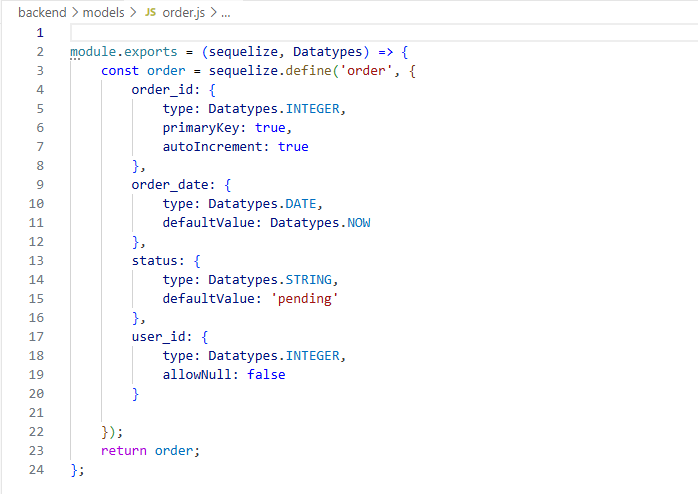 backend > models > JS order.js > ...
1
2 module.exports = (sequelize, Datatypes) => {
3     const order = sequelize.define('order', {
4         order_id: {
5             type: Datatypes.INTEGER,
6             primaryKey: true,
7             autoIncrement: true
8         },
9         order_date: {
10             type: Datatypes.DATE,
11             defaultValue: Datatypes.NOW
12         },
13         status: {
14             type: Datatypes.STRING,
15             defaultValue: 'pending'
16         },
17         user_id: {
18             type: Datatypes.INTEGER,
19             allowNull: false
20         }
21
22     });
23     return order;
24 };